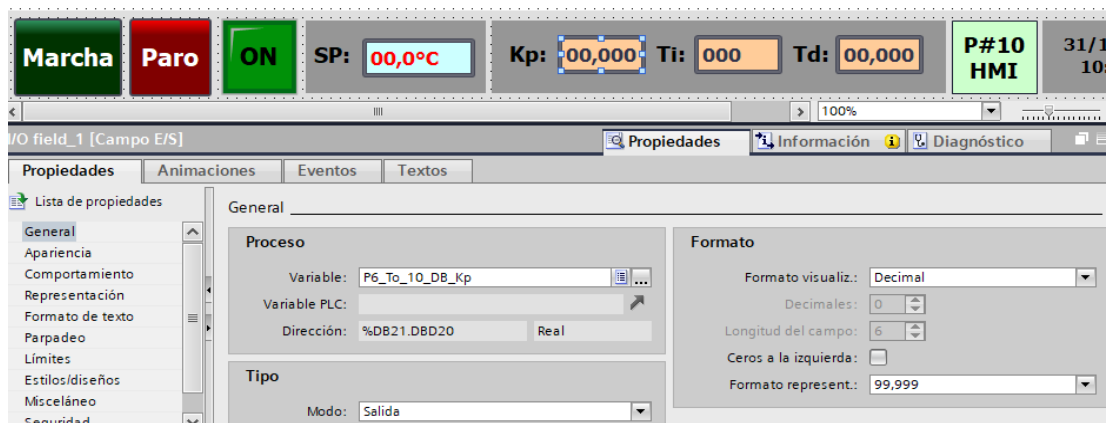 Marcha Paro ON SP: 00,0°C Kp: 00,000 Ti: 000 Td: 00,000 P#10 31/1
HMI 10:
100%
I/O field_1 [Campo E/S] Propiedades Información Diagnóstico
Propiedades Animaciones Eventos Textos
Lista de propiedades General
General
Apariencia
Comportamiento
Representación
Formato de texto
Parpadeo
Límites
Estilos/diseños
Misceláneo
Seguridad
Proceso
Variable: P6_To_10_DB_Kp
Variable PLC:
Dirección: %DB21.DBD20 Real
Tipo
Modo: Salida
Formato
Formato visualiz.: Decimal
Decimales: 0
Longitud del campo: 6
Ceros a la izquierda:
Formato represent.: 99,999